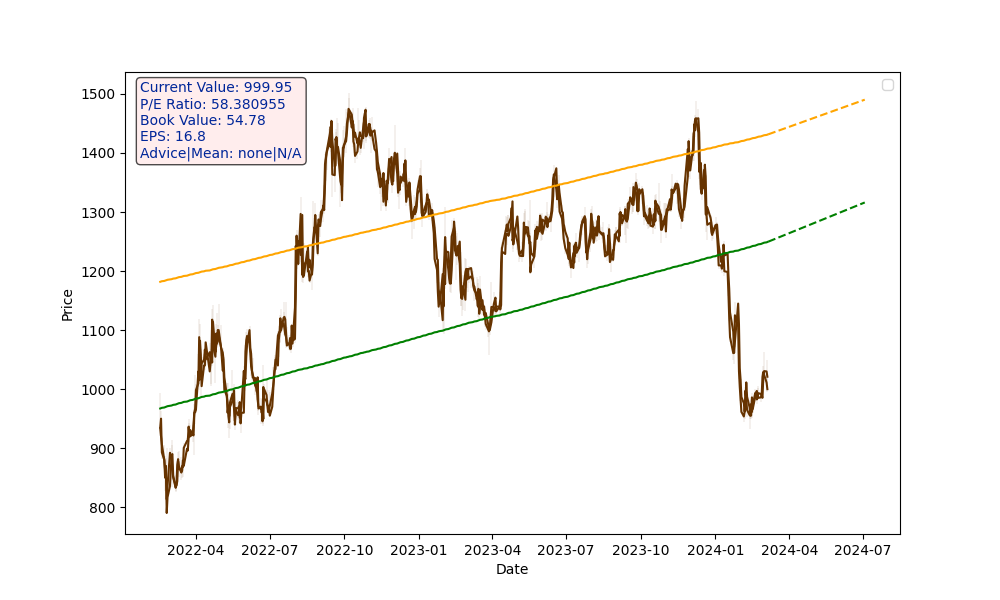 Current Value: 999.95
P/E Ratio: 58.380955
Book Value: 54.78
EPS: 16.8
Advice|Mean: none|N/A
Price
1500
1400
1300
1200
1100
1000
900
800
2022-04 2022-07 2022-10 2023-01 2023-04 2023-07 2023-10 2024-01 2024-04 2024-07
Date